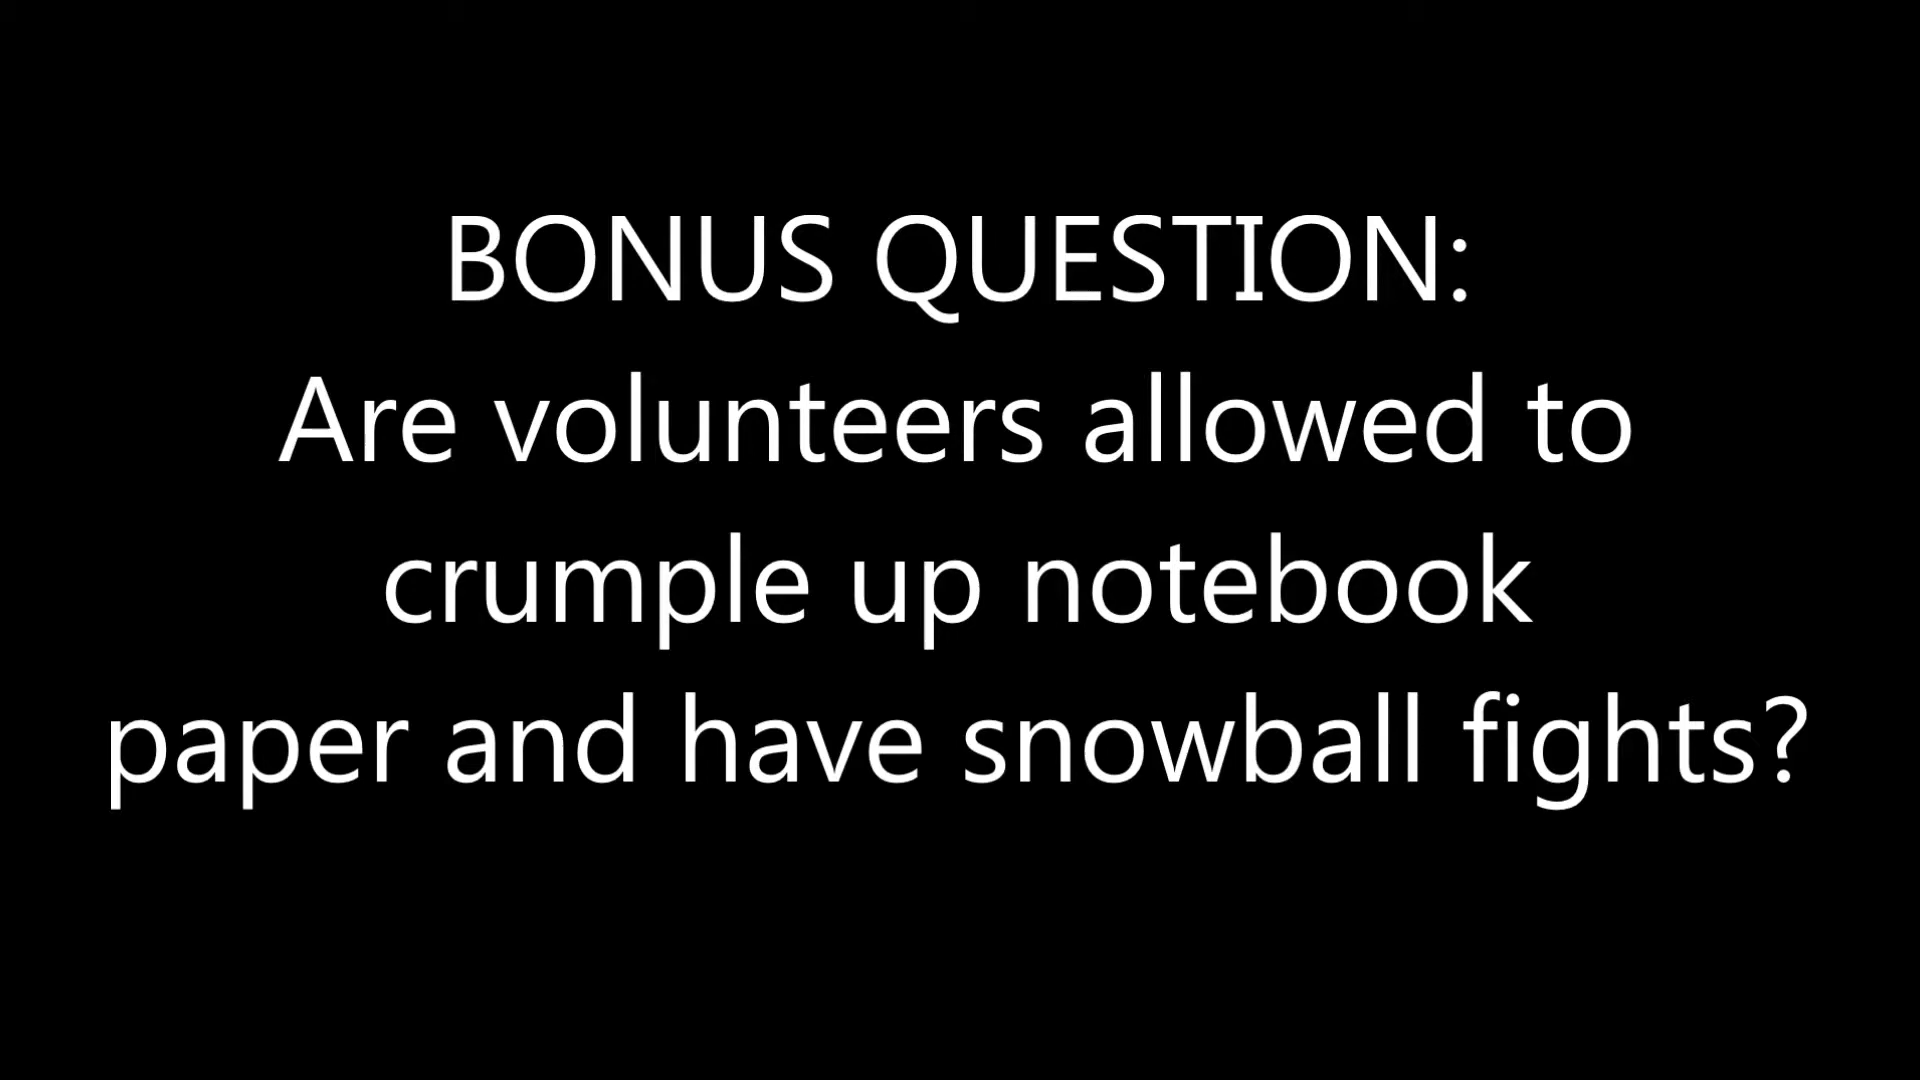 BONUS QUESTION:
Are volunteers allowed to
crumple up notebook
paper and have snowball fights?